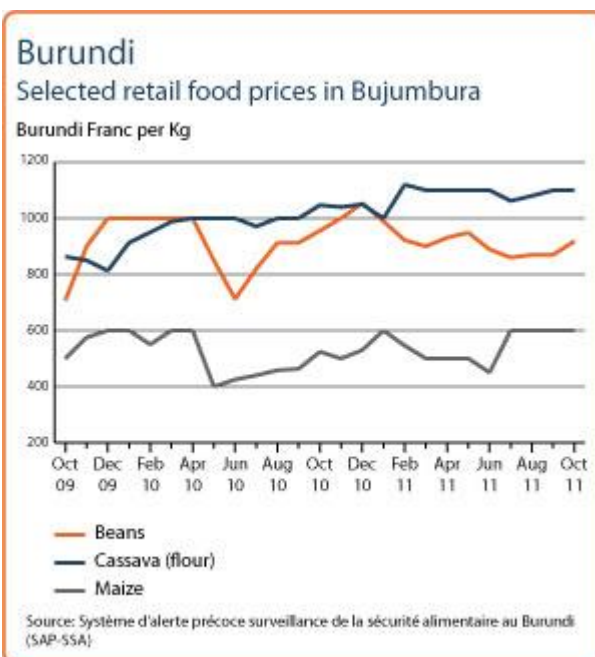 Burundi
Selected retail food prices in Bujumbura
Burundi Franc per Kg
1200
1000
800
600
400
200
Oct Dec Feb Apr Jun Aug Oct Dec Feb Apr Jun Aug Oct
09 09 10 10 10 10 10 10 11 11 11 11 11
Beans
Cassava (flour)
Maize
Source: Système d'alerte précoce surveillance de la sécurité alimentaire au Burundi
(SAP-SSA)